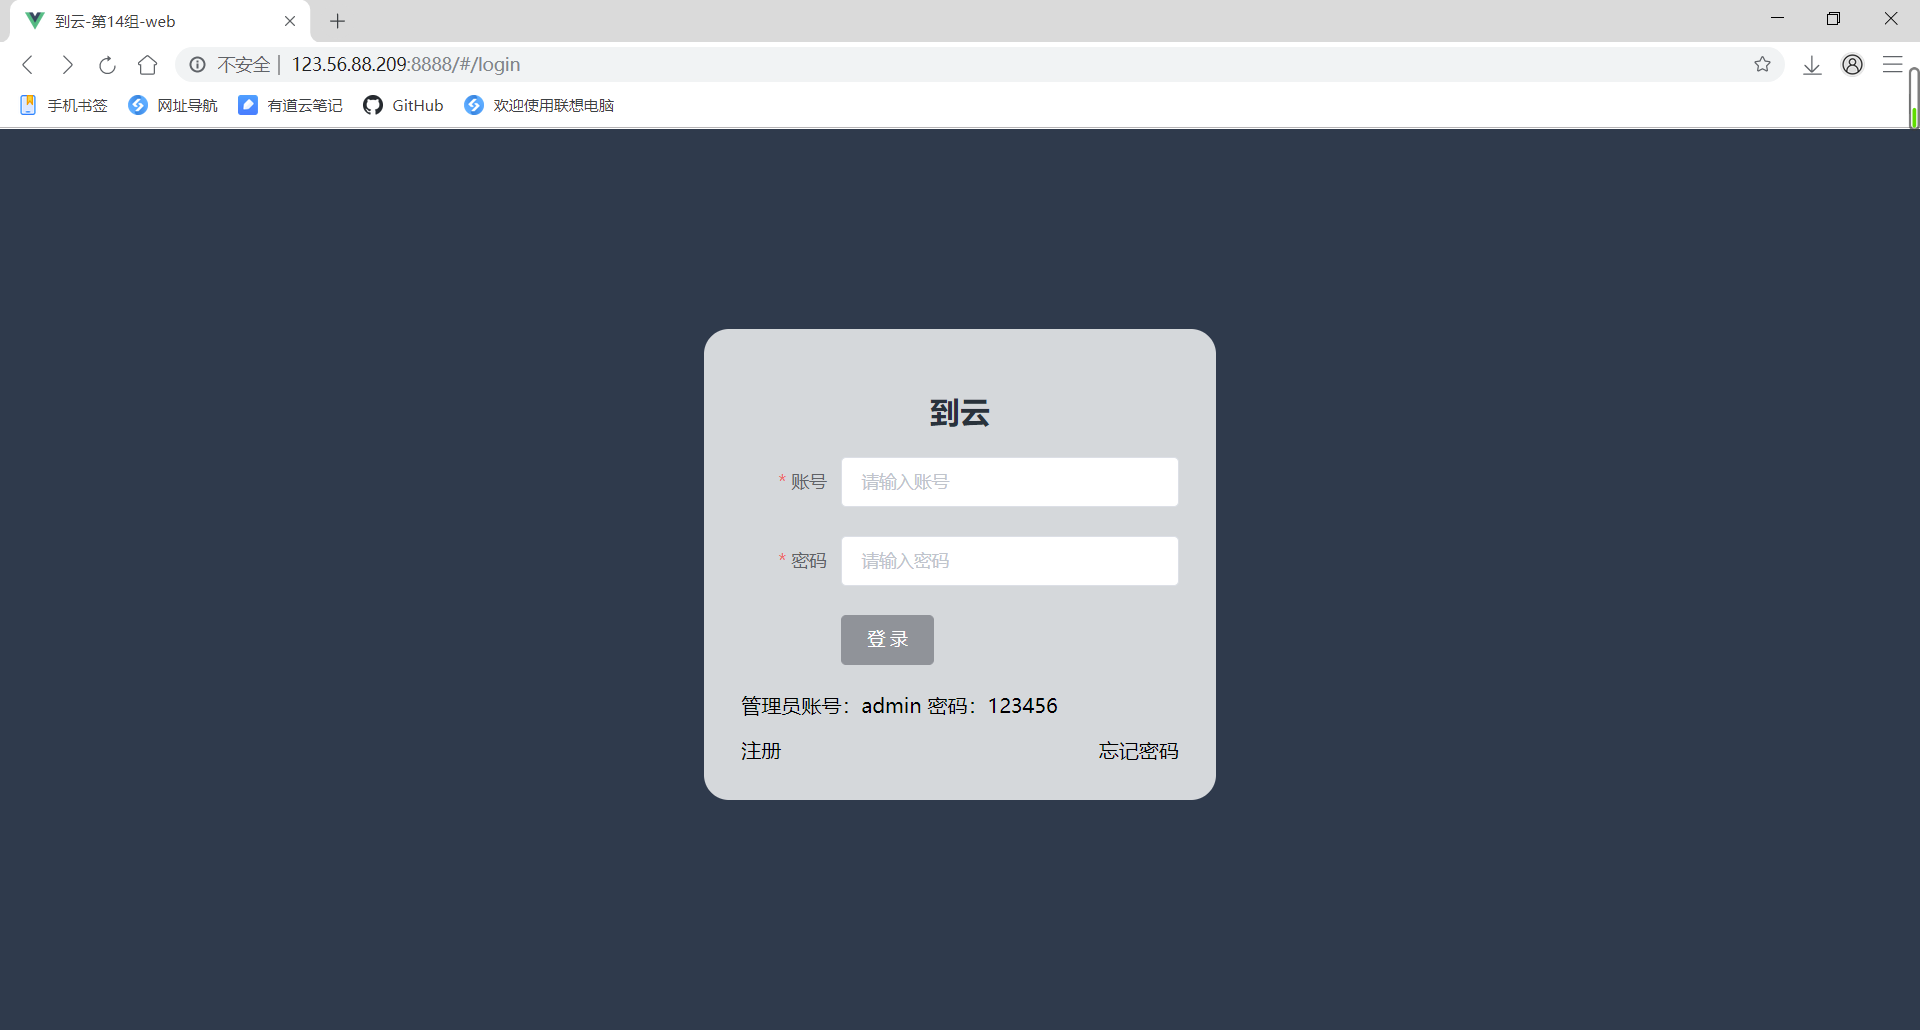 到云-第14组-web
不安全 | 123.56.88.209:8888/#/login
手机书签 网址导航 有道云笔记 GitHub 欢迎使用联想电脑
到云
* 账号 请输入账号
* 密码 请输入密码
登录
管理员账号：admin 密码：123456
注册 忘记密码